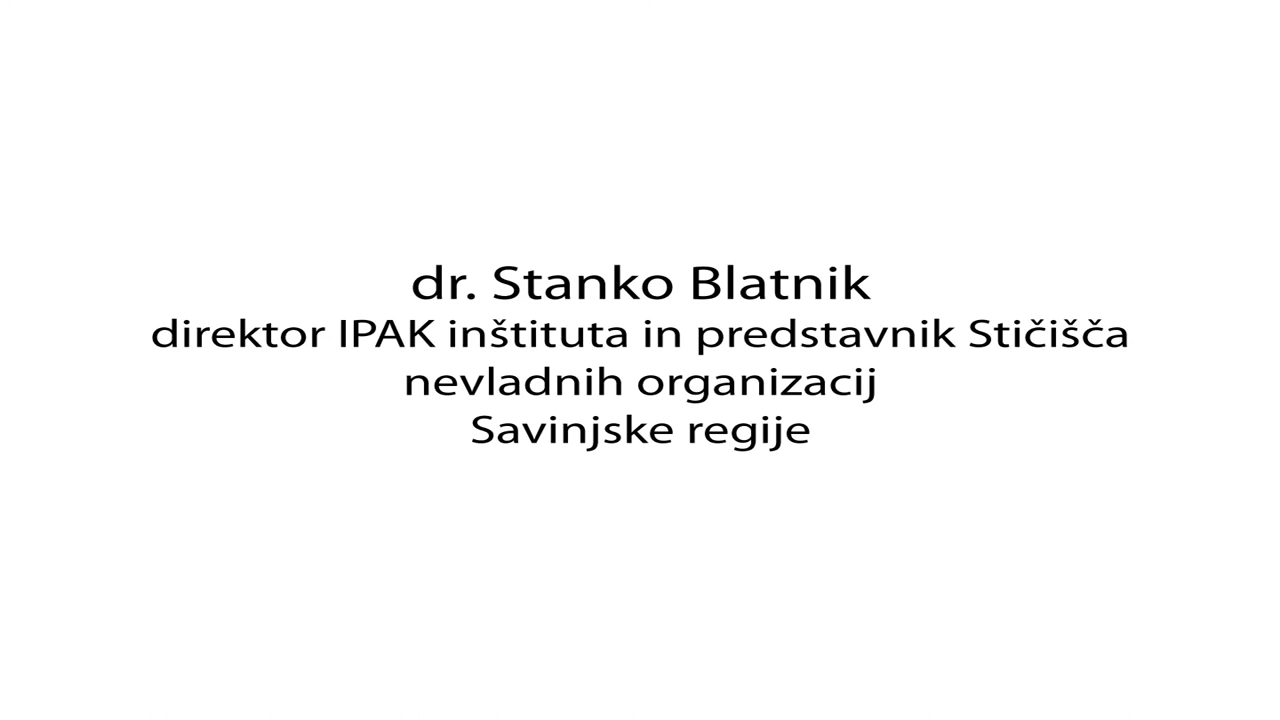 dr. Stanko Blatnik
direktor IPAK inštituta in predstavnik Stičišča
nevladnih organizacij
Savinjske regije